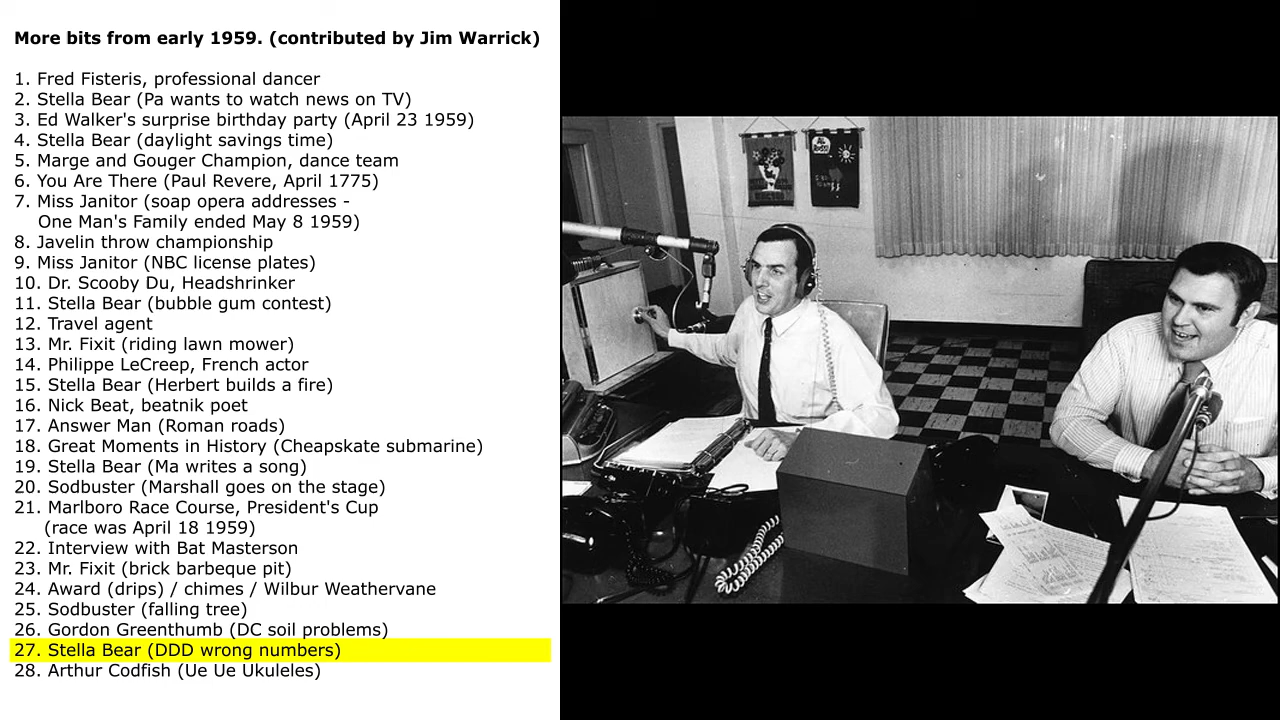 More bits from early 1959. (contributed by Jim Warrick)
1. Fred Fisteris, professional dancer
2. Stella Bear (Pa wants to watch news on TV)
3. Ed Walker's surprise birthday party (April 23 1959)
4. Stella Bear (daylight savings time)
5. Marge and Gouger Champion, dance team
6. You Are There (Paul Revere, April 1775)
7. Miss Janitor (soap opera addresses -
One Man's Family ended May 8 1959)
8. Javelin throw championship
9. Miss Janitor (NBC license plates)
10. Dr. Scooby Du, Headshrinker
11. Stella Bear (bubble gum contest)
12. Travel agent
13. Mr. Fixit (riding lawn mower)
14. Philippe LeCreep, French actor
15. Stella Bear (Herbert builds a fire)
16. Nick Beat, beatnik poet
17. Answer Man (Roman roads)
18. Great Moments in History (Cheapskate submarine)
19. Stella Bear (Ma writes a song)
20. Sodbuster (Marshall goes on the stage)
21. Marlboro Race Course, President's Cup
(race was April 18 1959)
22. Interview with Bat Masterson
23. Mr. Fixit (brick barbeque pit)
24. Award (drips) / chimes / Wilbur Weathervane
25. Sodbuster (falling tree)
26. Gordon Greenthumb (DC soil problems)
27. Stella Bear (DDD wrong numbers)
28. Arthur Codfish (Ue Ue Ukuleles)